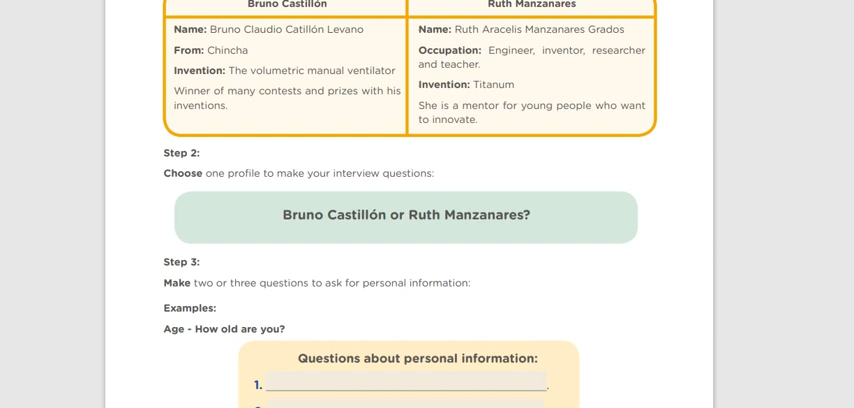 Bruno Castillón
Ruth Manzanares
Name: Bruno Claudio Catillón Levano
From: Chincha
Invention: The volumetric manual ventilator
Winner of many contests and prizes with his
inventions.
Name: Ruth Aracelis Manzanares Grados
Occupation: Engineer, inventor, researcher
and teacher.
Invention: Titanum
She is a mentor for young people who want
to innovate.
Step 2:
Choose one profile to make your interview questions:
Bruno Castillón or Ruth Manzanares?
Step 3:
Make two or three questions to ask for personal information:
Examples:
Age - How old are you?
Questions about personal information:
1. .